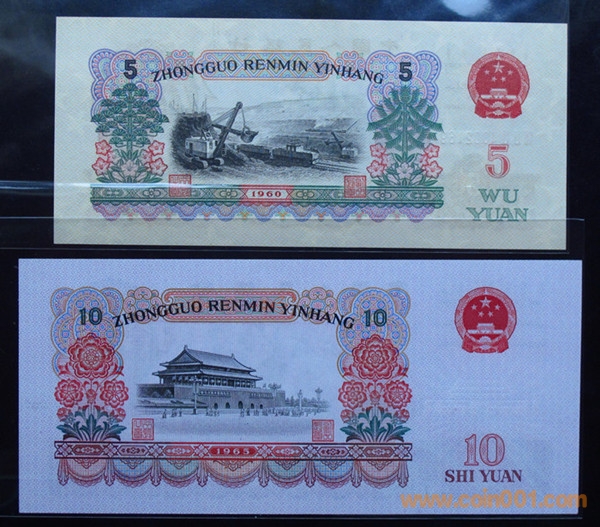 5 ZHONGGUO RENMIN YINHANG 5
1960
5
WU
YUAN
10 ZHONGGUO RENMIN YINHANG 10
1965
10
SHI YUAN
www.coin001.com